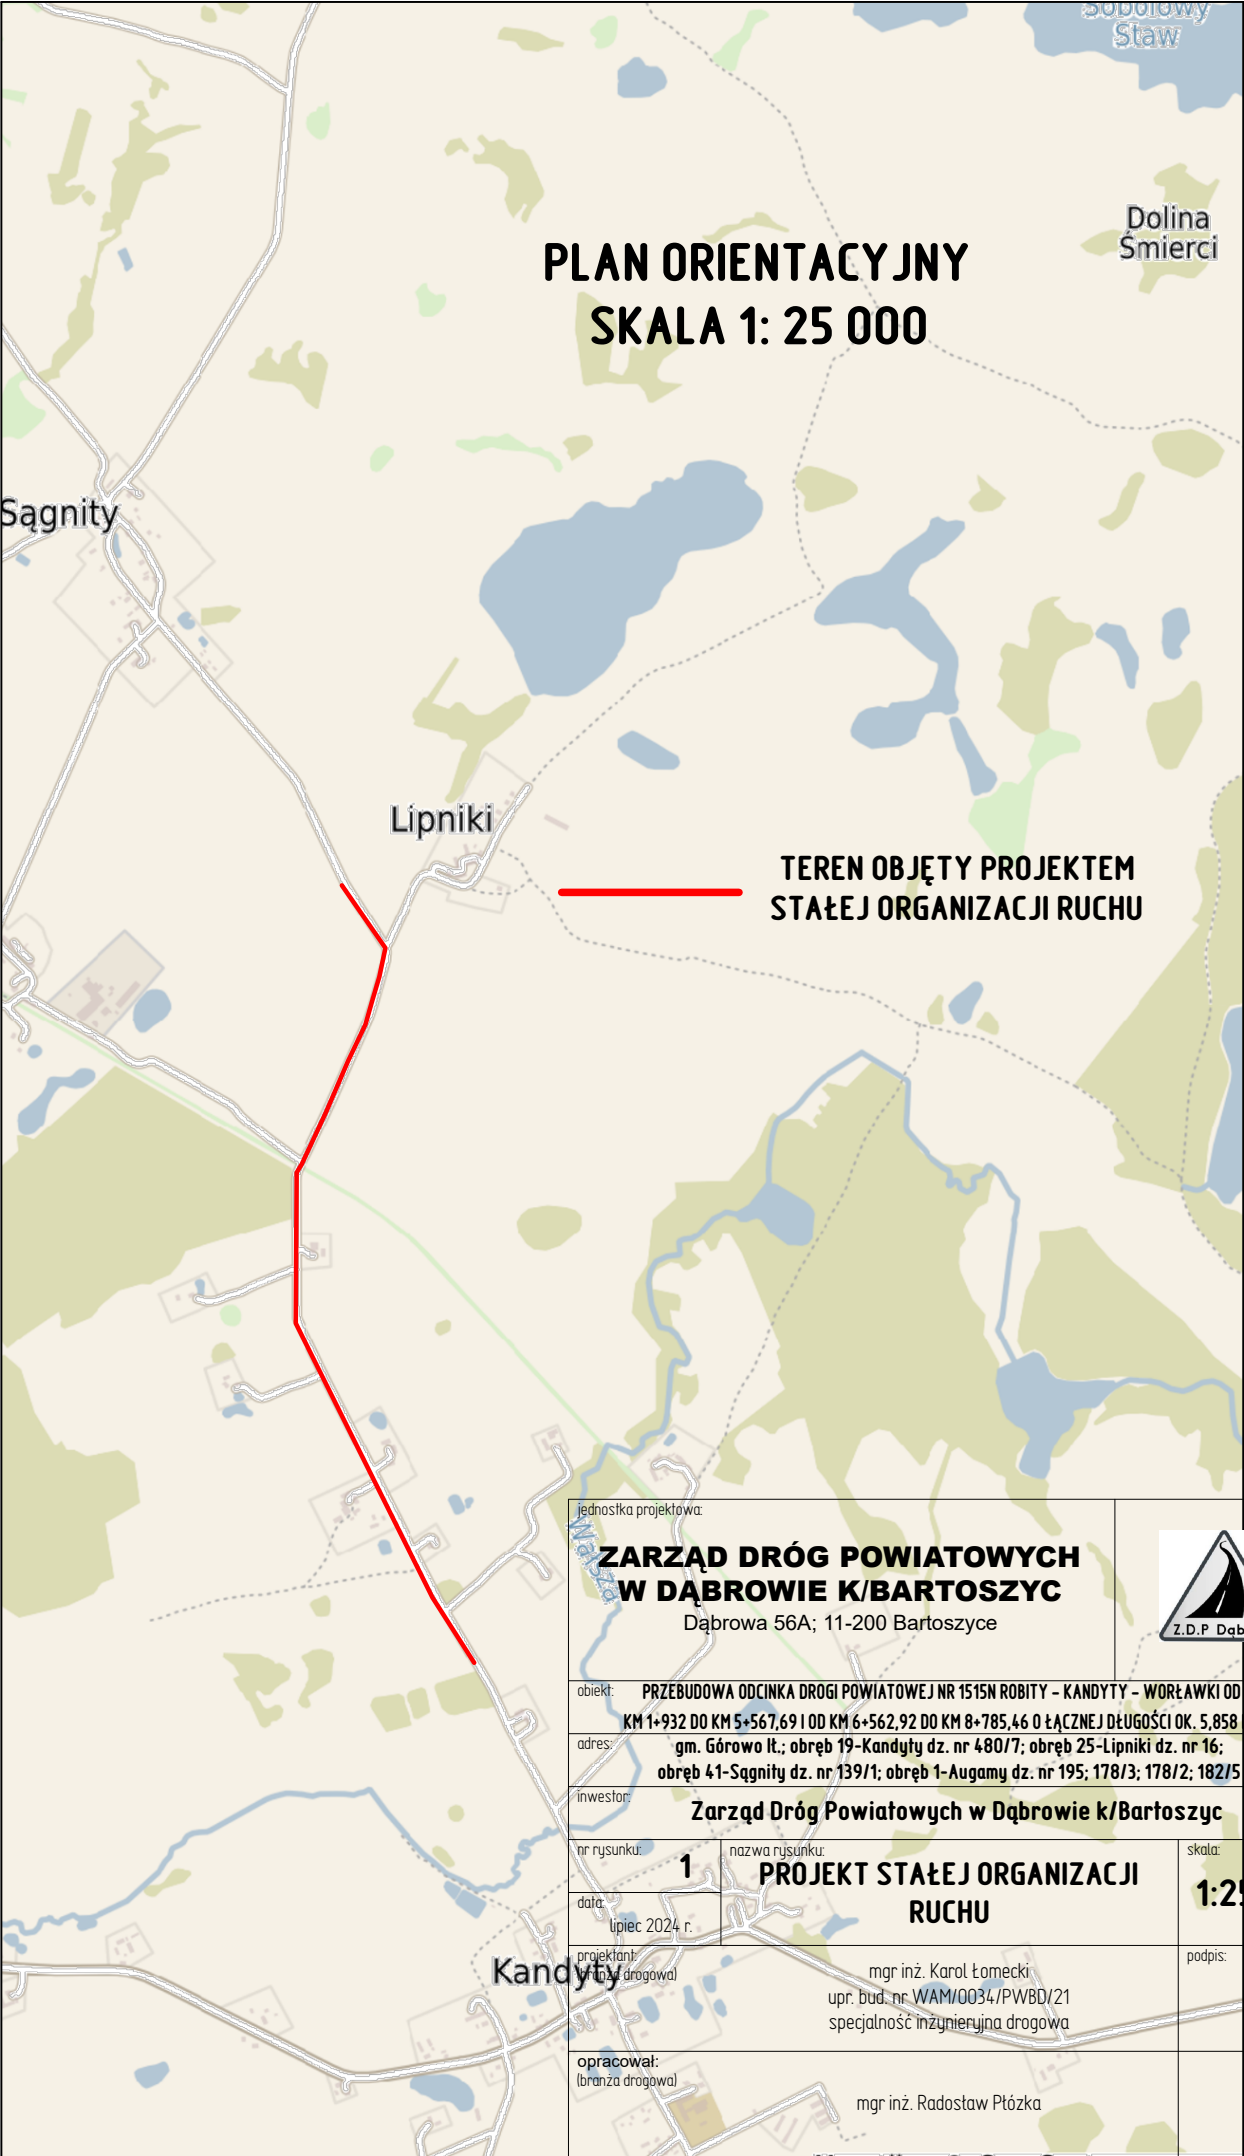 Sobolowy
Staw
Dolina
Śmierci
PLAN ORIENTACYJNY
SKALA 1: 25 000
Sągnity
Lipniki
TEREN OBJĘTY PROJEKTEM
STAŁEJ ORGANIZACJI RUCHU
jednostka projektowa:
Wałsza
ZARZĄD DRÓG POWIATOWYCH
W DĄBROWIE K/BARTOSZYC
Dąbrowa 56A; 11-200 Bartoszyce
Z.D.P Dąb
obiekt: PRZEBUDOWA ODCINKA DROGI POWIATOWEJ NR 1515N ROBITY - KANDYTY - WORŁAWKI OD
KM 1+932 DO KM 5+567,69 I OD KM 6+562,92 DO KM 8+785,46 O ŁĄCZNEJ DŁUGOŚCI OK. 5,858
adres: gm. Górowo Ił.; obręb 19-Kandyty dz. nr 480/7; obręb 25-Lipniki dz. nr 16;
obręb 41-Sągnity dz. nr 139/1; obręb 1-Augamy dz. nr 195; 178/3; 178/2; 182/5
inwestor: Zarząd Dróg Powiatowych w Dąbrowie k/Bartoszyc
nr rysunku: 1
nazwa rysunku:
PROJEKT STAŁEJ ORGANIZACJI
RUCHU
skala:
1:25
data:
lipiec 2024 r.
Kandyty
projektant:
(branża drogowa)
mgr inż. Karol Łomecki
upr. bud. nr WAM/0034/PWBD/21
specjalność inżynieryjna drogowa
podpis:
opracował:
(branża drogowa)
mgr inż. Radosław Płózka